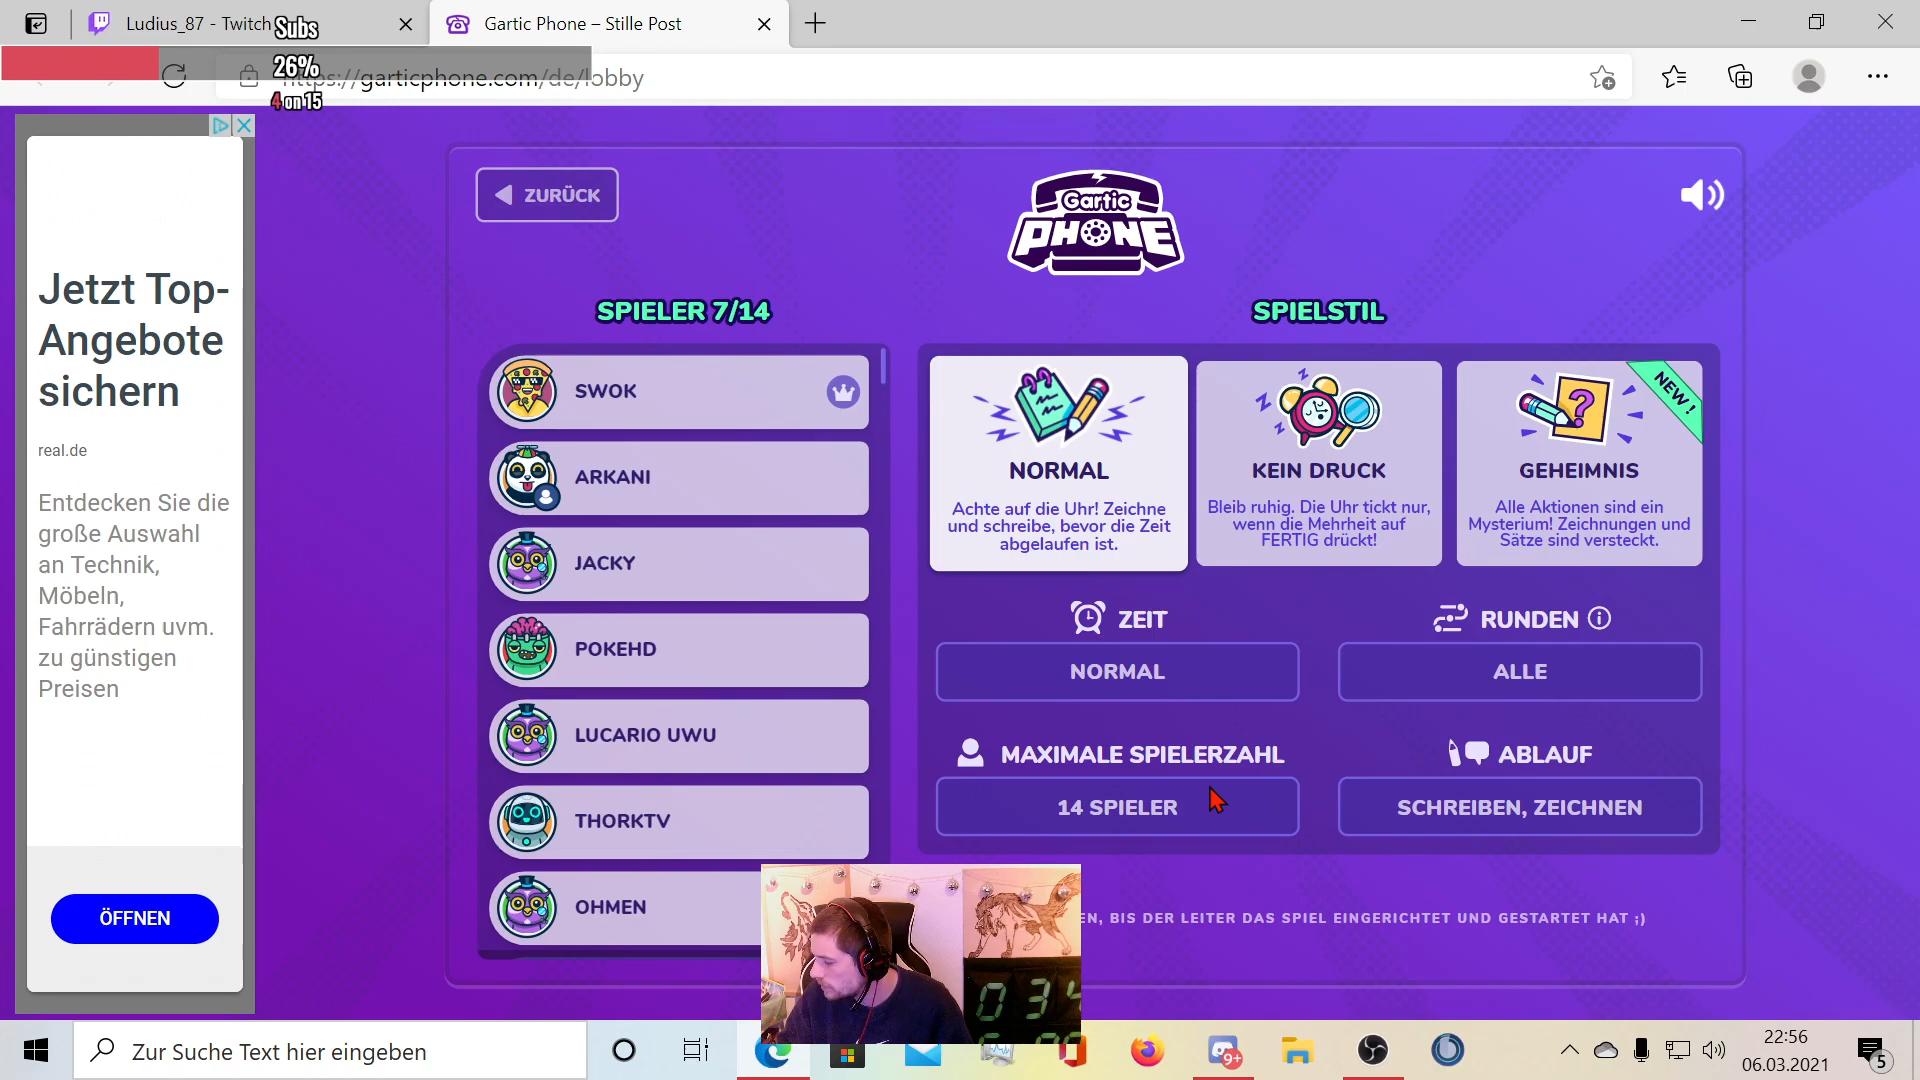 Ludius_87 - Twitch
Subs
Gartic Phone – Stille Post
26%
https://garticphone.com/de/lobby
4 on 15
ZURÜCK
Gartic
PHONE
Jetzt Top-
Angebote
sichern
real.de
Entdecken Sie die
große Auswahl
an Technik,
Möbeln,
Fahrrädern uvm.
zu günstigen
Preisen
ÖFFNEN
SPIELER 7/14
SWOK
ARKANI
JACKY
POKEHD
LUCARIO UWU
THORKTV
OHMEN
SPIELSTIL
NORMAL
Achte auf die Uhr! Zeichne
und schreibe, bevor die Zeit
abgelaufen ist.
KEIN DRUCK
Bleib ruhig. Die Uhr tickt nur,
wenn die Mehrheit auf
FERTIG drückt!
NEW!
GEHEIMNIS
Alle Aktionen sind ein
Mysterium! Zeichnungen und
Sätze sind versteckt.
ZEIT
NORMAL
RUNDEN
ALLE
MAXIMALE SPIELERZAHL
14 SPIELER
ABLAUF
SCHREIBEN, ZEICHNEN
EN, BIS DER LEITER DAS SPIEL EINGERICHTET UND GESTARTET HAT ;)
Zur Suche Text hier eingeben
9+
22:56
06.03.2021
5